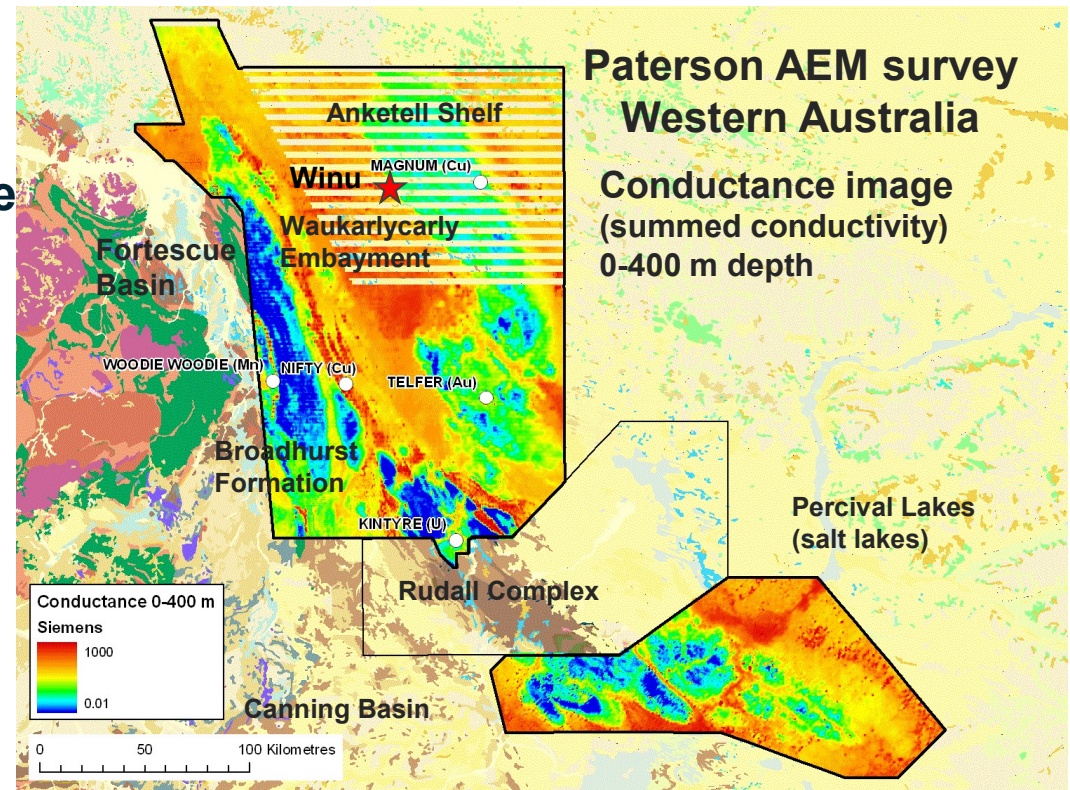 Paterson AEM survey
Western Australia
Conductance image
(summed conductivity)
0-400 m depth
Anketell Shelf
MAGNUM (Cu)
Winu
e
Waukarlycarly
Embayment
Fortescue
Basin
WOODIE WOODIE (Mn)
NIFTY (Cu)
TELFER (Au)
Broadhurst
Formation
KINTYRE (U)
Percival Lakes
(salt lakes)
Rudall Complex
Conductance 0-400 m
Siemens
1000
0.01
Canning Basin
0 50 100 Kilometres